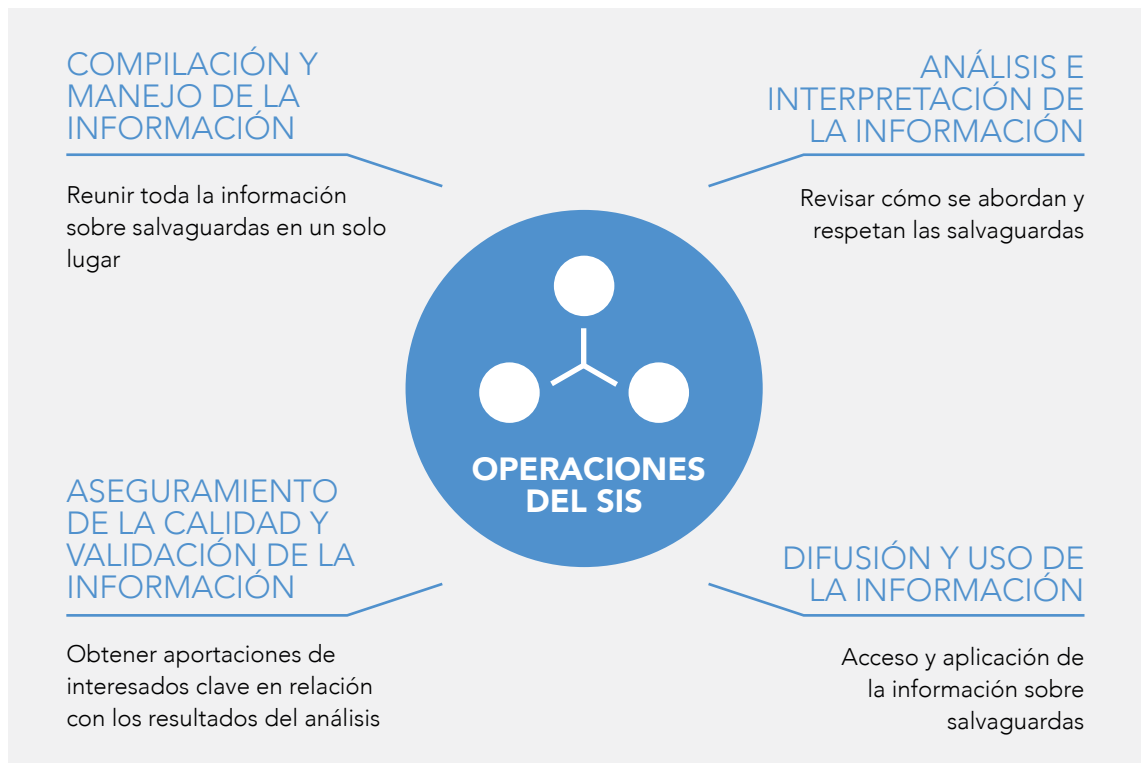 COMPILACIÓN Y
MANEJO DE LA
INFORMACIÓN
Reunir toda la información
sobre salvaguardas en un solo
lugar
ANÁLISIS E
INTERPRETACIÓN DE
LA INFORMACIÓN
Revisar cómo se abordan y
respetan las salvaguardas
OPERACIONES
DEL SIS
ASEGURAMIENTO
DE LA CALIDAD Y
VALIDACIÓN DE LA
INFORMACIÓN
Obtener aportaciones de
interesados clave en relación
con los resultados del análisis
DIFUSIÓN Y USO DE
LA INFORMACIÓN
Acceso y aplicación de
la información sobre
salvaguardas